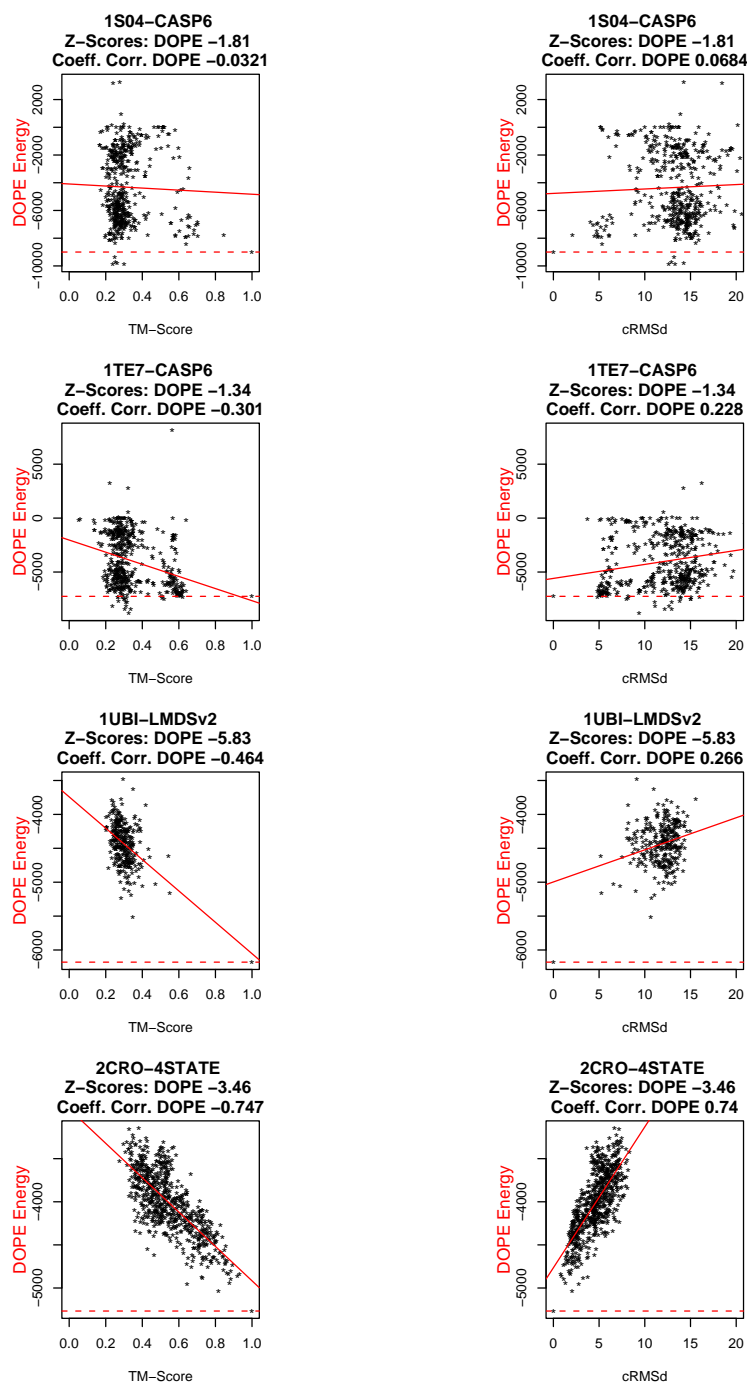 1S04−CASP6
Z−Scores: DOPE −1.81
Coeff. Corr. DOPE −0.0321
DOPE Energy
2000
−2000
−6000
−10000
0.0 0.2 0.4 0.6 0.8 1.0
TM−Score
1S04−CASP6
Z−Scores: DOPE −1.81
Coeff. Corr. DOPE 0.0684
DOPE Energy
2000
−2000
−6000
−10000
0 5 10 15 20
cRMSd
1TE7−CASP6
Z−Scores: DOPE −1.34
Coeff. Corr. DOPE −0.301
DOPE Energy
5000
0
−5000
0.0 0.2 0.4 0.6 0.8 1.0
TM−Score
1TE7−CASP6
Z−Scores: DOPE −1.34
Coeff. Corr. DOPE 0.228
DOPE Energy
5000
0
−5000
0 5 10 15 20
cRMSd
1UBI−LMDSv2
Z−Scores: DOPE −5.83
Coeff. Corr. DOPE −0.464
DOPE Energy
−4000
−5000
−6000
0.0 0.2 0.4 0.6 0.8 1.0
TM−Score
1UBI−LMDSv2
Z−Scores: DOPE −5.83
Coeff. Corr. DOPE 0.266
DOPE Energy
−4000
−5000
−6000
0 5 10 15 20
cRMSd
2CRO−4STATE
Z−Scores: DOPE −3.46
Coeff. Corr. DOPE −0.747
DOPE Energy
−4000
−5000
0.0 0.2 0.4 0.6 0.8 1.0
TM−Score
2CRO−4STATE
Z−Scores: DOPE −3.46
Coeff. Corr. DOPE 0.74
DOPE Energy
−4000
−5000
0 5 10 15 20
cRMSd